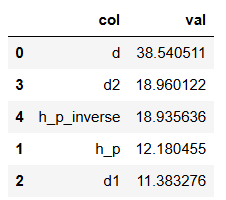 col val
0 d 38.540511
3 d2 18.960122
4 h_p_inverse 18.935636
1 h_p 12.180455
2 d1 11.383276